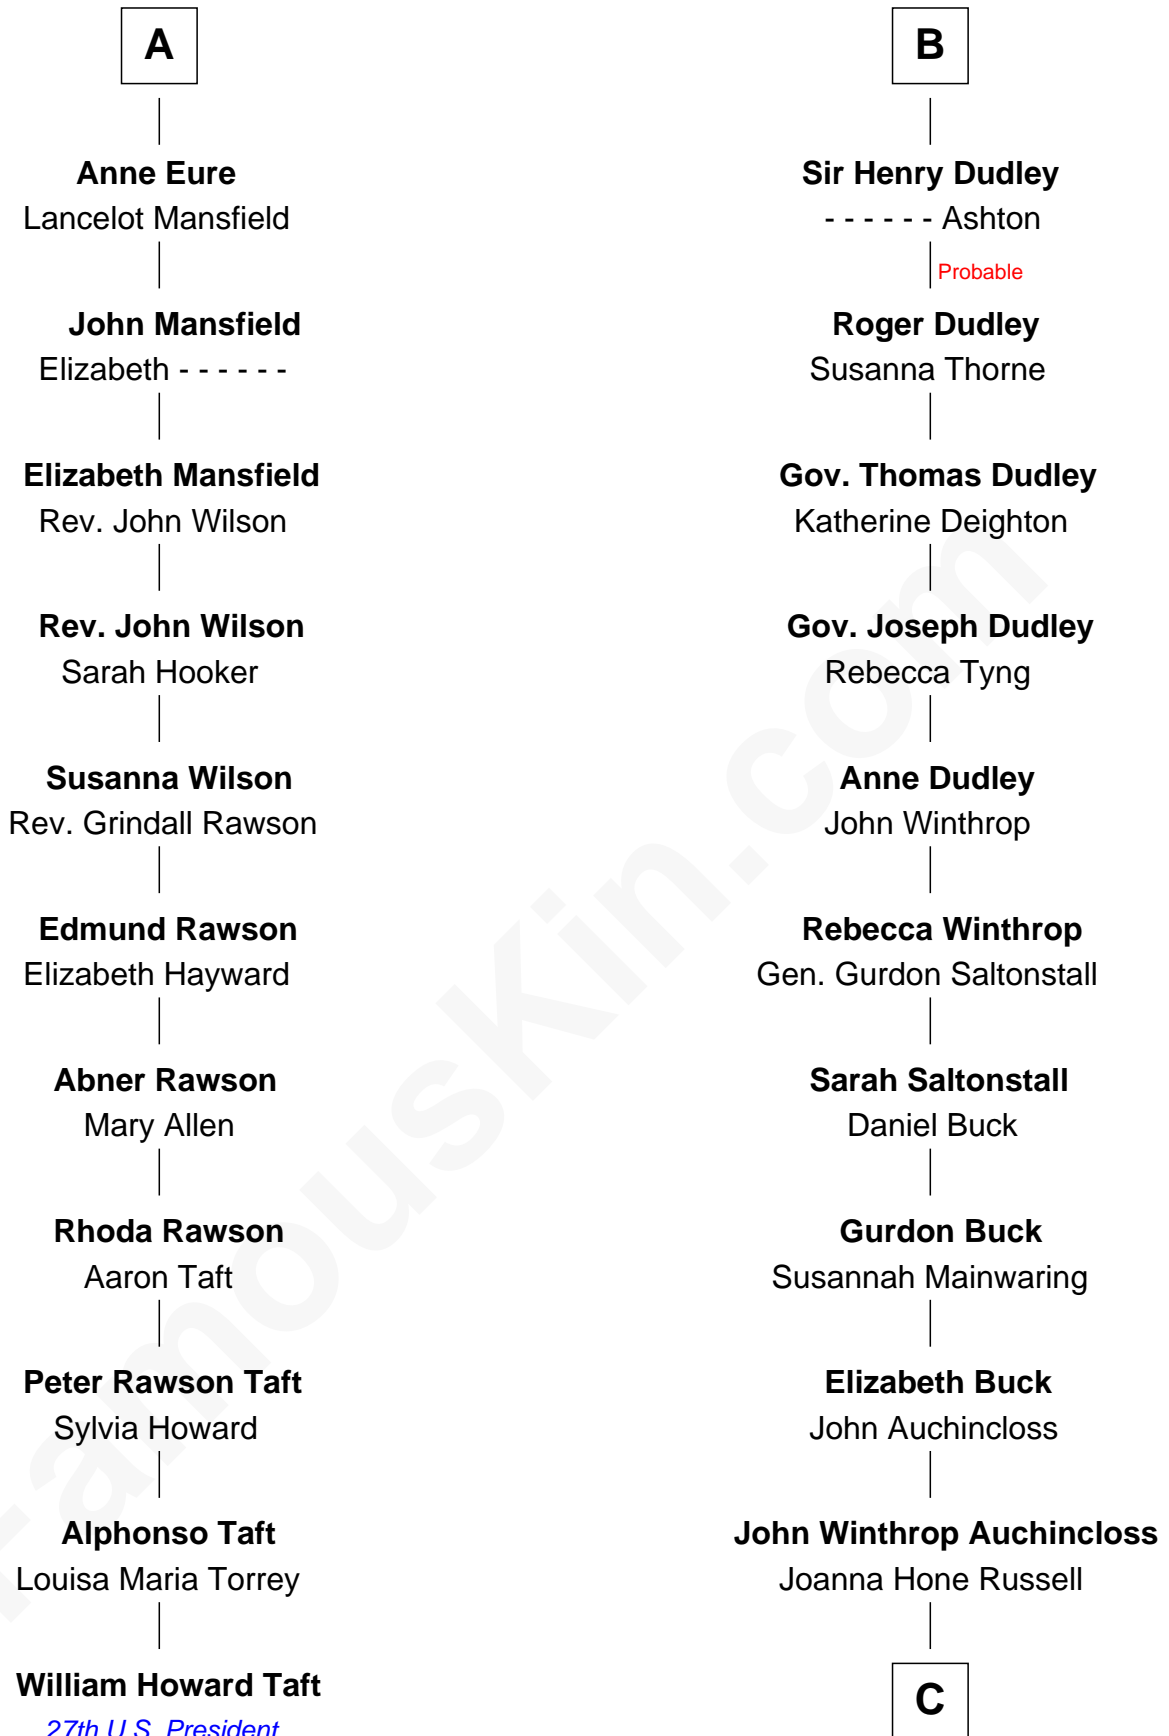 A
Anne Eure
Lancelot Mansfield
John Mansfield
Elizabeth - - - - - -
Elizabeth Mansfield
Rev. John Wilson
Rev. John Wilson
Sarah Hooker
Susanna Wilson
Rev. Grindall Rawson
Edmund Rawson
Elizabeth Hayward
Abner Rawson
Mary Allen
Rhoda Rawson
Aaron Taft
Peter Rawson Taft
Sylvia Howard
Alphonso Taft
Louisa Maria Torrey
William Howard Taft
27th U.S. President
B
Sir Henry Dudley
- - - - - - Ashton
Probable
Roger Dudley
Susanna Thorne
Gov. Thomas Dudley
Katherine Deighton
Gov. Joseph Dudley
Rebecca Tyng
Anne Dudley
John Winthrop
Rebecca Winthrop
Gen. Gurdon Saltonstall
Sarah Saltonstall
Daniel Buck
Gurdon Buck
Susannah Mainwaring
Elizabeth Buck
John Auchincloss
John Winthrop Auchincloss
Joanna Hone Russell
C
FamousKin.com